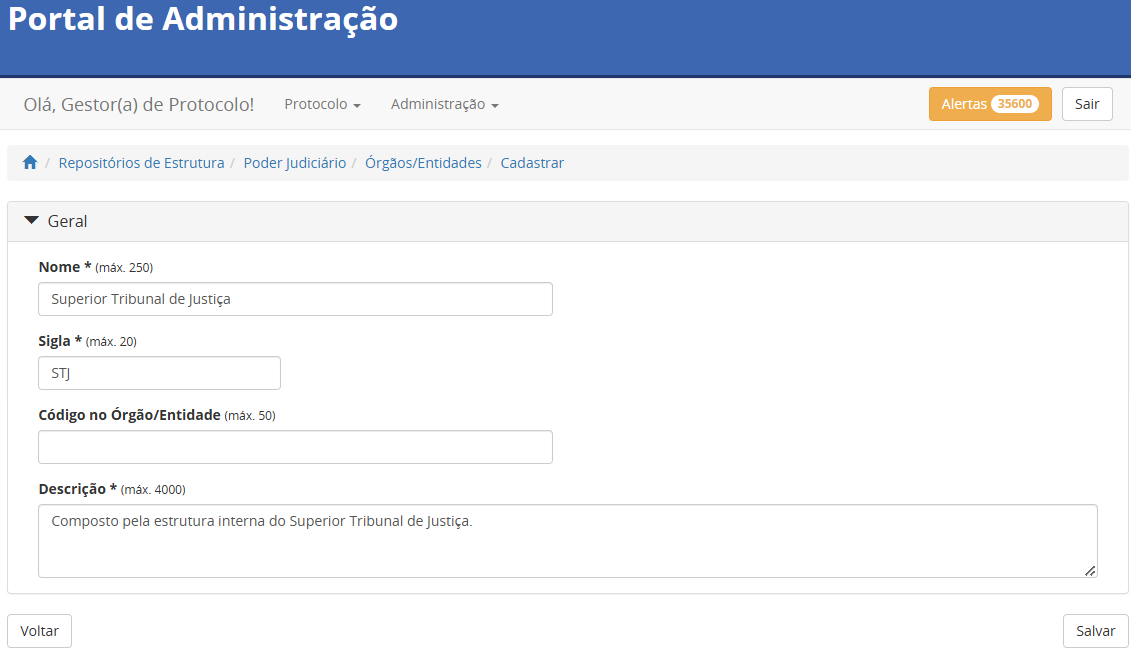 Portal de Administração
Olá, Gestor(a) de Protocolo! Protocolo Administração Alertas 35600 Sair
/ Repositórios de Estrutura / Poder Judiciário / Órgãos/Entidades / Cadastrar
Geral
Nome * (máx. 250)
Superior Tribunal de Justiça
Sigla * (máx. 20)
STJ
Código no Órgão/Entidade (máx. 50)
Descrição * (máx. 4000)
Composto pela estrutura interna do Superior Tribunal de Justiça.
Voltar Salvar